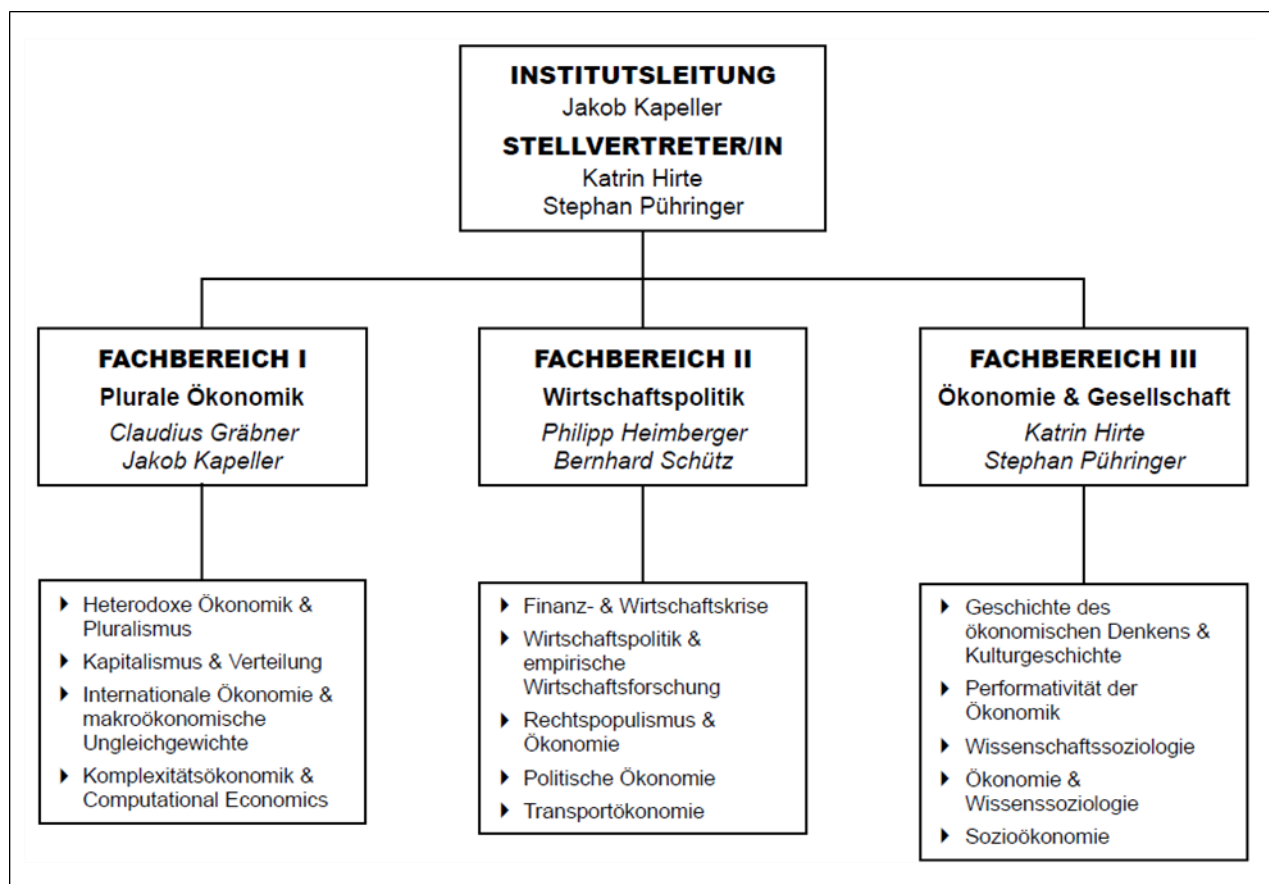 INSTITUTSLEITUNG
Jakob Kapeller
STELLVERTRETER/IN
Katrin Hirte
Stephan Pühringer
FACHBEREICH I
Plurale Ökonomik
Claudius Gräbner
Jakob Kapeller
FACHBEREICH II
Wirtschaftspolitik
Philipp Heimberger
Bernhard Schütz
FACHBEREICH III
Ökonomie & Gesellschaft
Katrin Hirte
Stephan Pühringer
Heterodoxe Ökonomik &
Pluralismus
Kapitalismus & Verteilung
Internationale Ökonomie &
makroökonomische
Ungleichgewichte
Komplexitätsökonomik &
Computational Economics
Finanz- & Wirtschaftskrise
Wirtschaftspolitik &
empirische
Wirtschaftsforschung
Rechtspopulismus &
Ökonomie
Politische Ökonomie
Transportökonomie
Geschichte des
ökonomischen Denkens &
Kulturgeschichte
Performativität der
Ökonomik
Wissenschaftssoziologie
Ökonomie &
Wissenssoziologie
Sozioökonomie